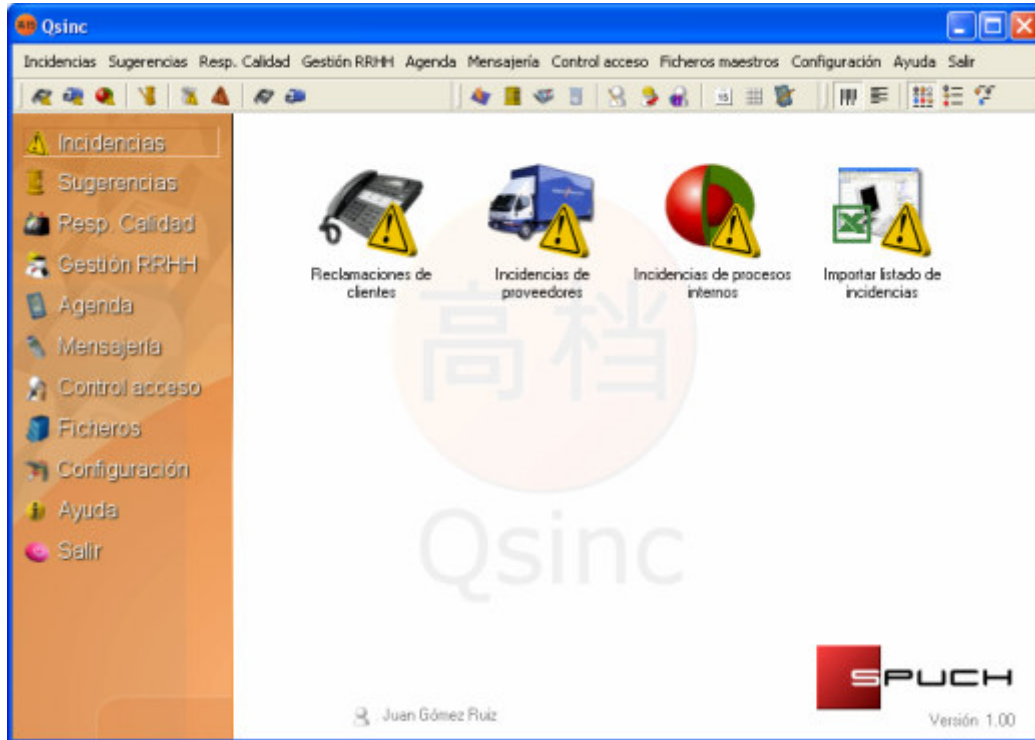 Qsinc
Incidencias Sugerencias Resp. Calidad Gestión RRHH Agenda Mensajería Control acceso Ficheros maestros Configuración Ayuda Salir
15
Incidencias
Sugerencias
Resp. Calidad
Gestión RRHH
Agenda
Mensajería
Control acceso
Ficheros
Configuración
Ayuda
Salir
Reclamaciones de
clientes
Incidencias de
proveedores
Incidencias de procesos
internos
Importar listado de
incidencias
高档
Qsinc
SPUCH
Juan Gómez Ruiz
Versión 1.00